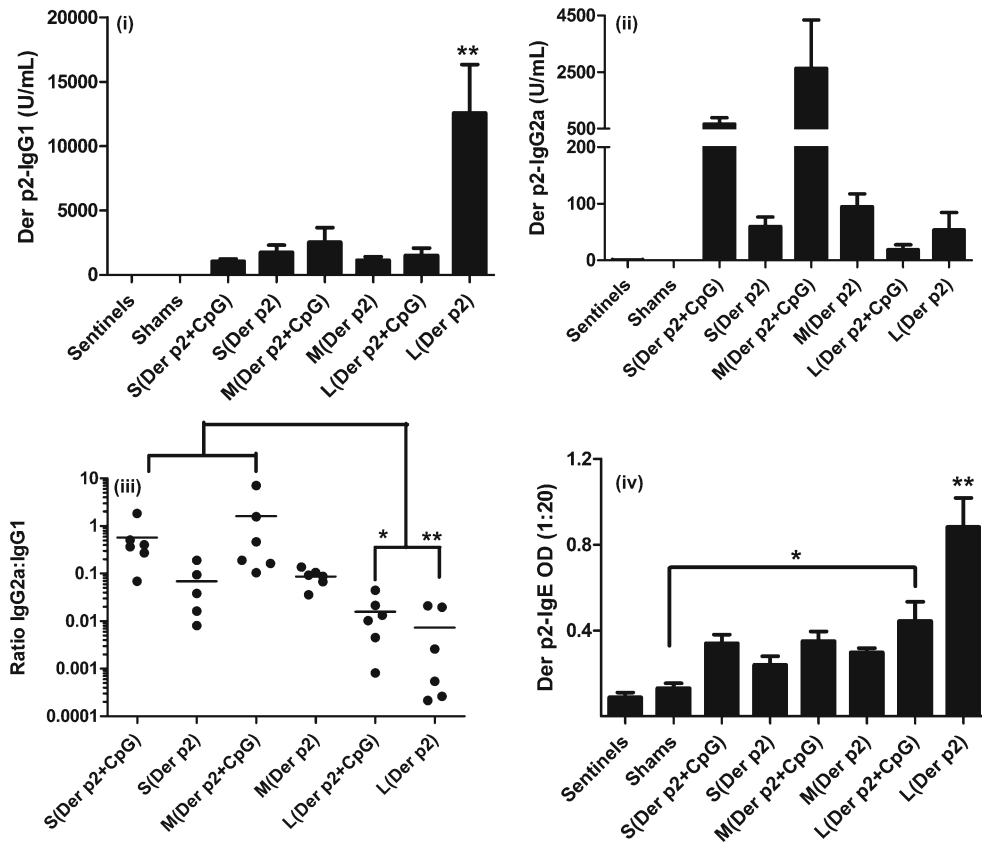 (i)
Der p2-IgG1 (U/mL)
20000
15000
10000
5000
0
**
Sentinels
Shams
S(Der p2+CpG)
S(Der p2)
M(Der p2+CpG)
M(Der p2)
L(Der p2+CpG)
L(Der p2)
(ii)
Der p2-IgG2a (U/mL)
4500
2500
500
200
100
0
Sentinels
Shams
S(Der p2+CpG)
S(Der p2)
M(Der p2+CpG)
M(Der p2)
L(Der p2+CpG)
L(Der p2)
(iii)
Ratio IgG2a:IgG1
10
1
0.1
0.01
0.001
0.0001
*
**
S(Der p2+CpG)
S(Der p2)
M(Der p2+CpG)
M(Der p2)
L(Der p2+CpG)
L(Der p2)
(iv)
Der p2-IgE OD (1:20)
1.2
0.8
0.4
*
**
Sentinels
Shams
S(Der p2+CpG)
S(Der p2)
M(Der p2+CpG)
M(Der p2)
L(Der p2+CpG)
L(Der p2)